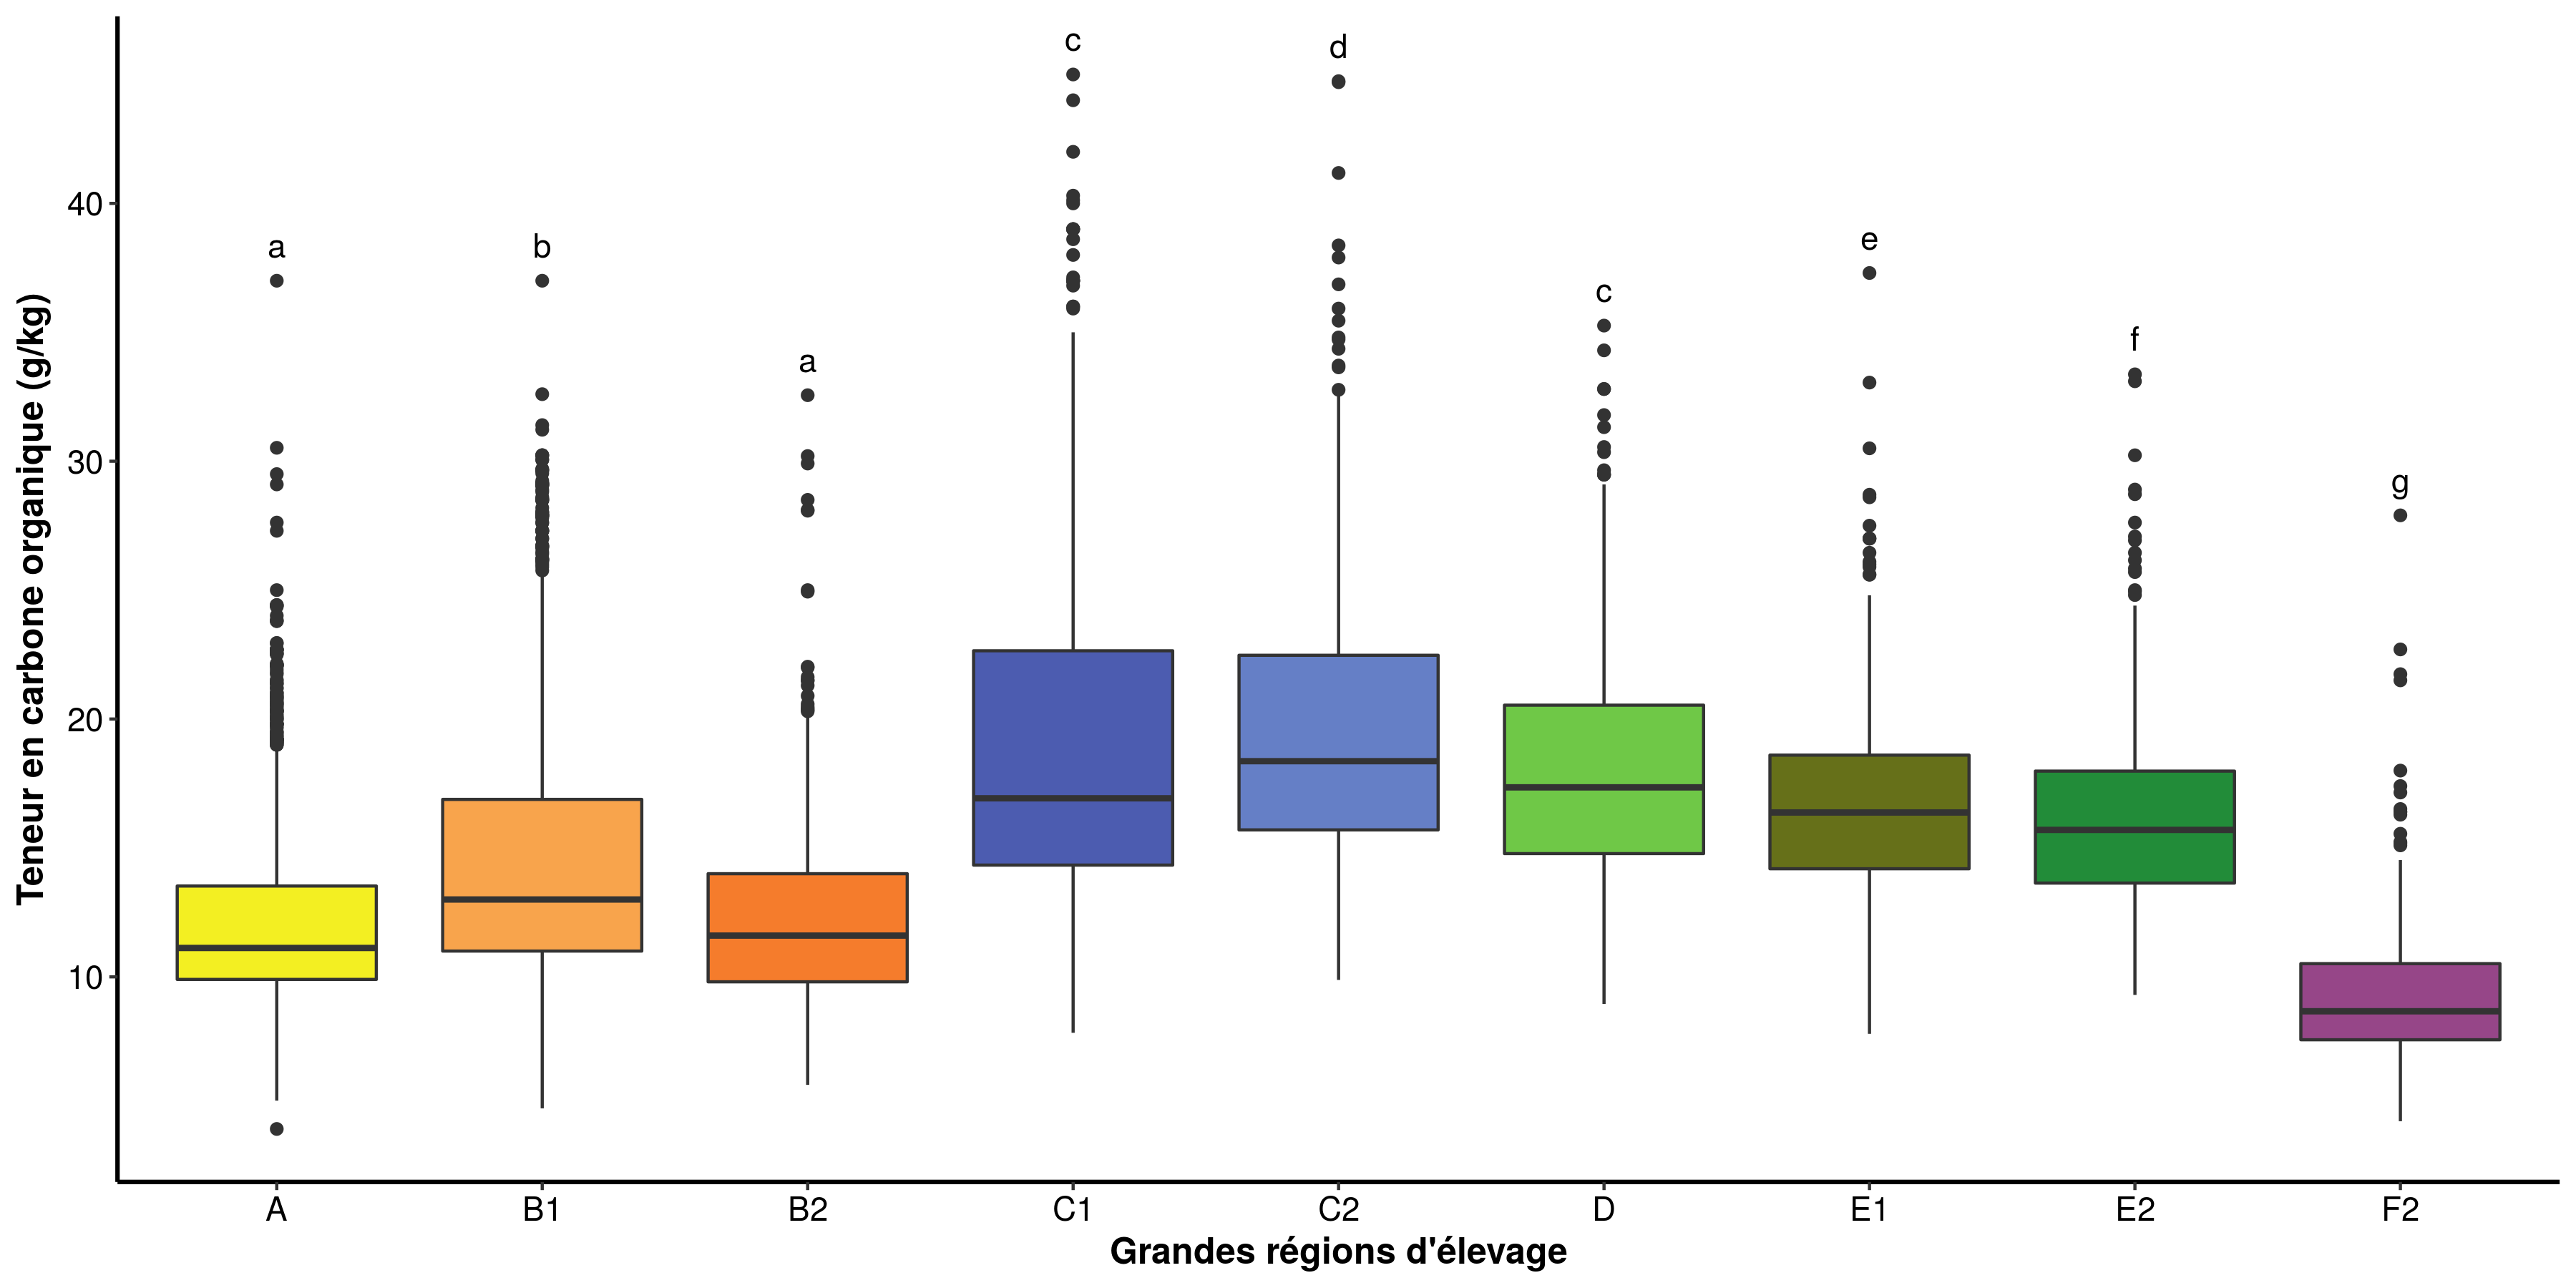 c
d
a
b
e
c
f
a
g
40
30
20
10
Teneur en carbone organique (g/kg)
A
B1
B2
C1
C2
D
E1
E2
F2
Grandes régions d'élevage